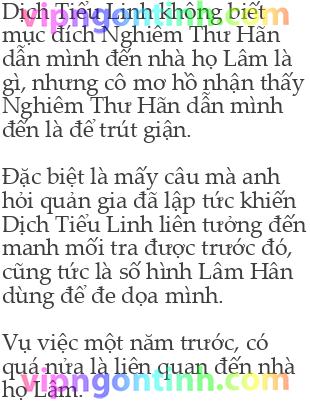 Dịch Tiểu Linh không biết
mục đích Nghiêm Thư Hãn
dẫn mình đến nhà họ Lâm là
gì, nhưng cô mơ hồ nhận thấy
Nghiêm Thư Hãn dẫn mình
đến là để trút giận.
Đặc biệt là mấy câu mà anh
hỏi quản gia đã lập tức khiến
Dịch Tiểu Linh liên tưởng đến
manh mối tra được trước đó,
cũng tức là số hình Lâm Hân
dùng để đe dọa mình.
Vụ việc một năm trước, có
quá nửa là liên quan đến nhà
họ Lâm.
vipngontinh.com
vipngontinh.com